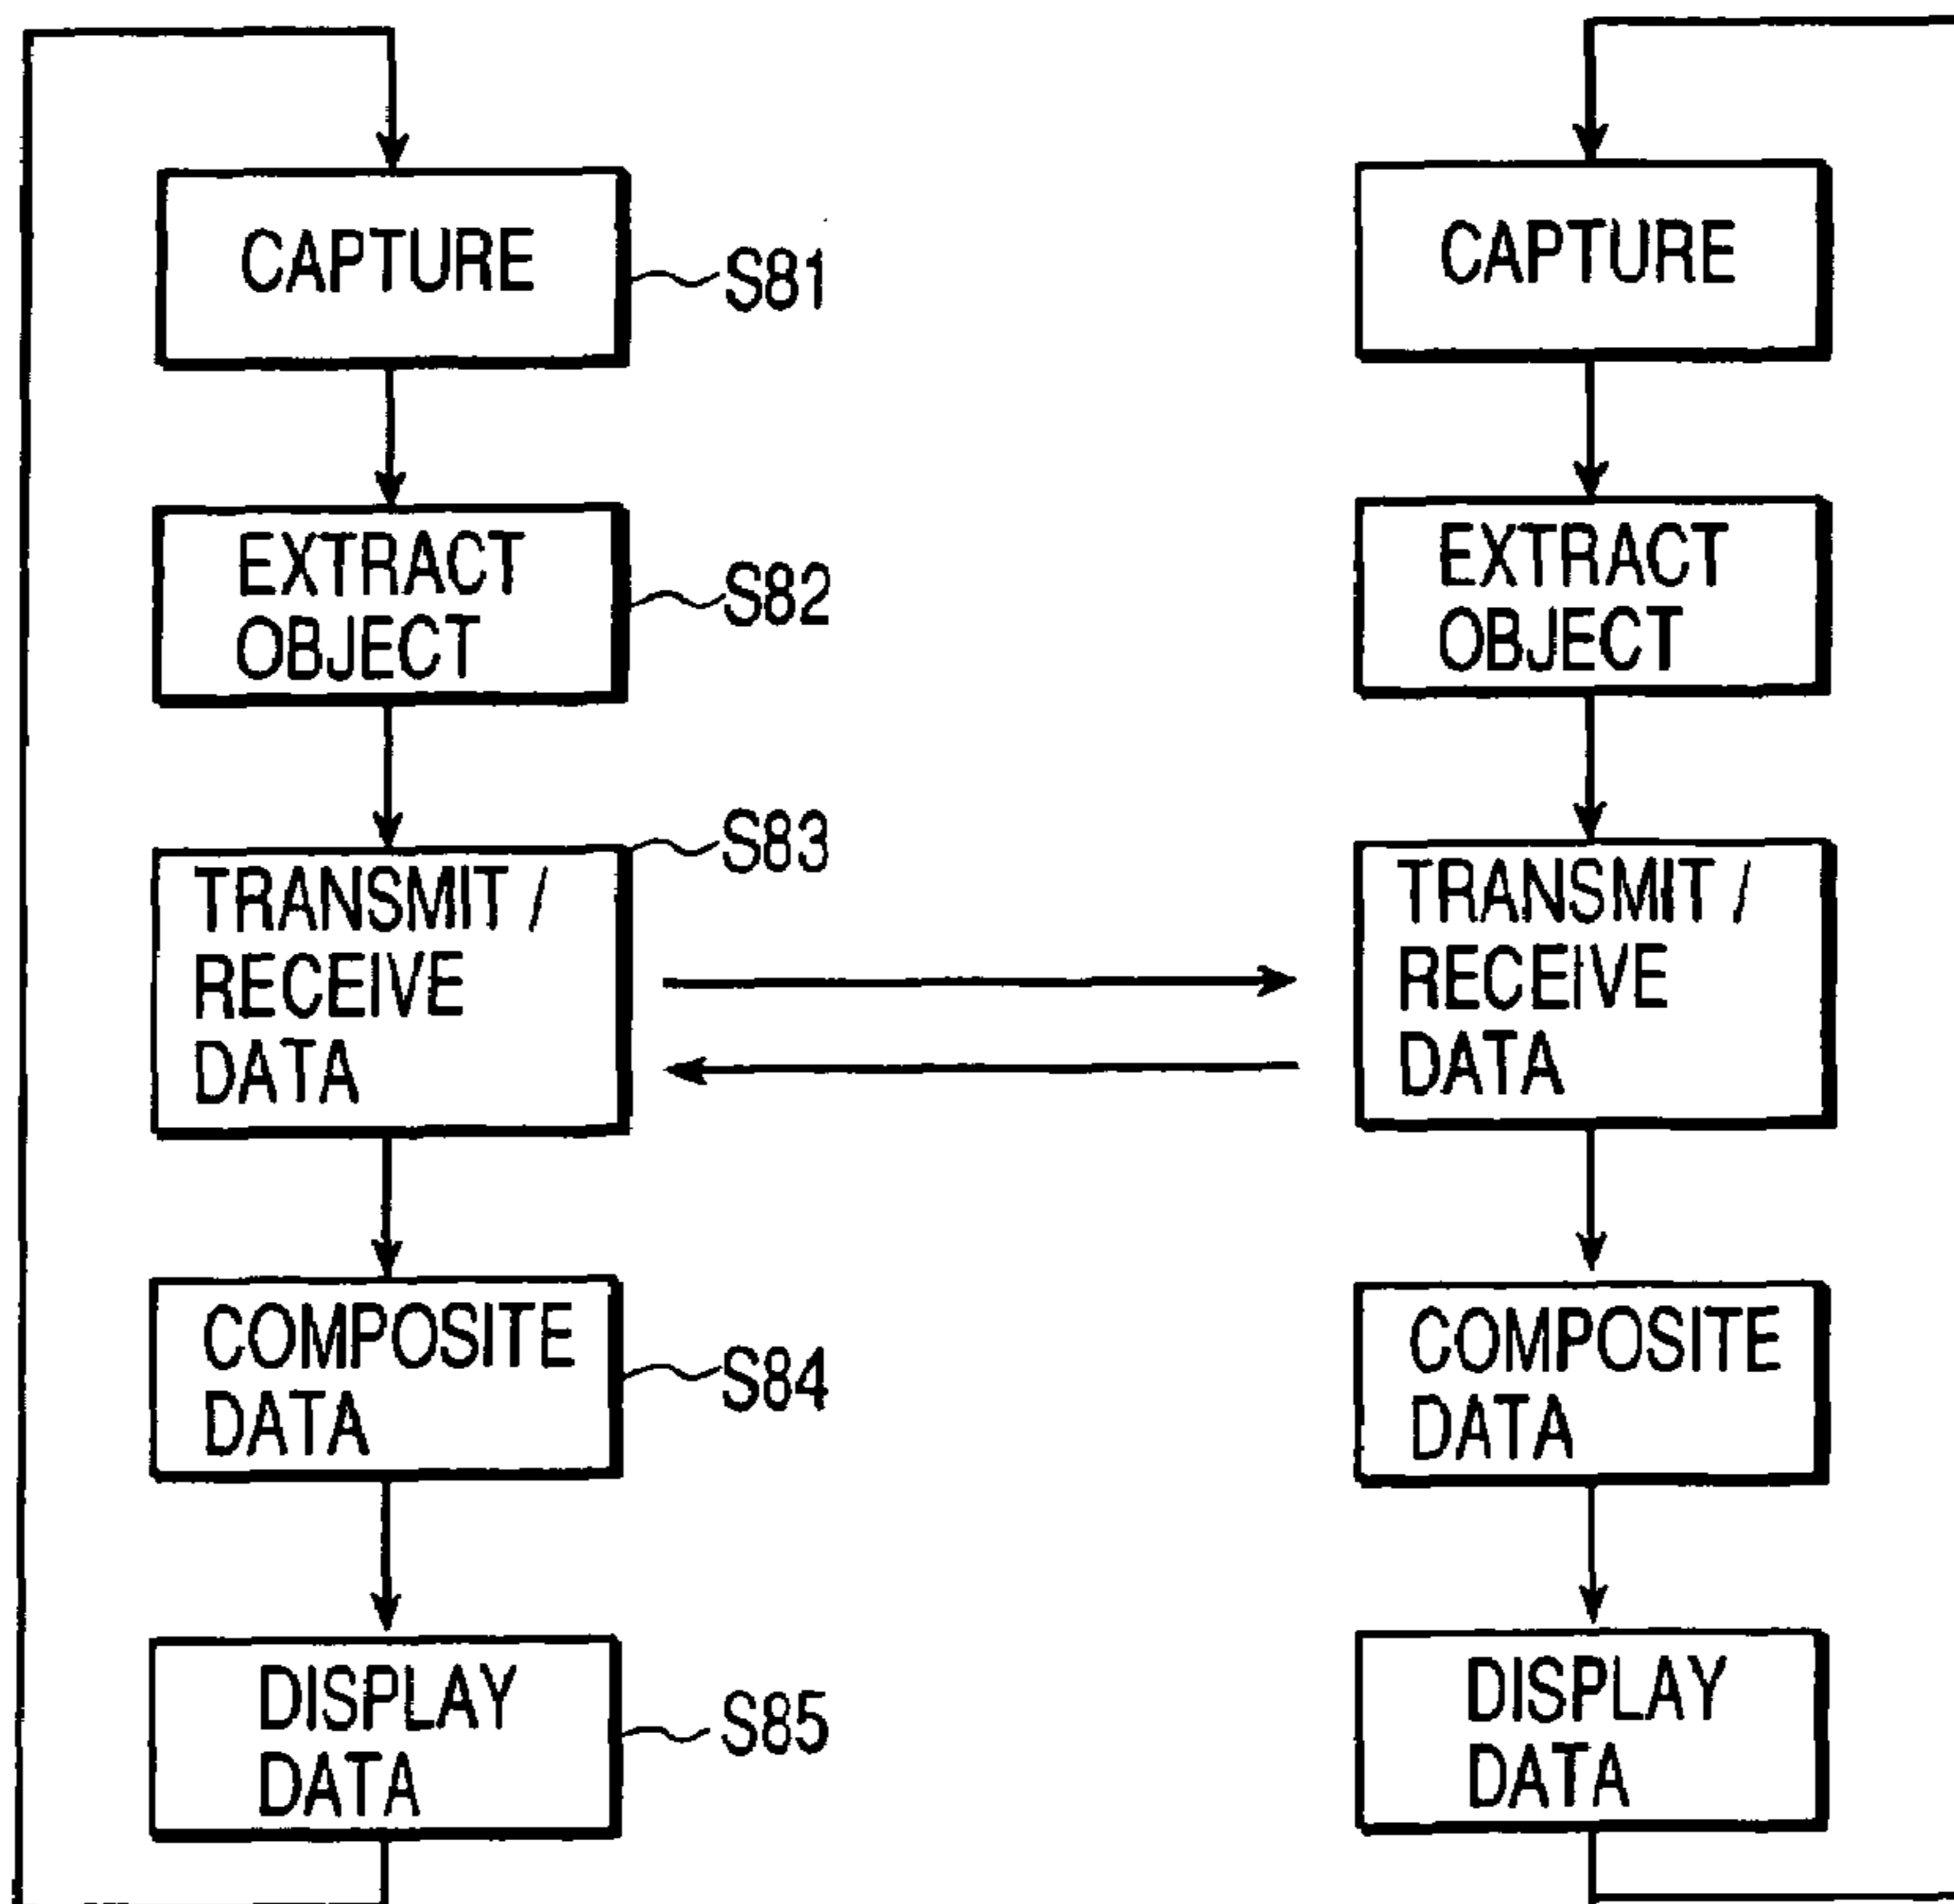 CAPTURE
S81
EXTRACT
OBJECT
S82
S83
TRANSMIT /
RECEIVE
DATA
COMPOSITE
DATA
S84
DISPLAY
DATA
S85
CAPTURE
EXTRACT
OBJECT
TRANSMIT /
RECEIVE
DATA
COMPOSITE
DATA
DISPLAY
DATA